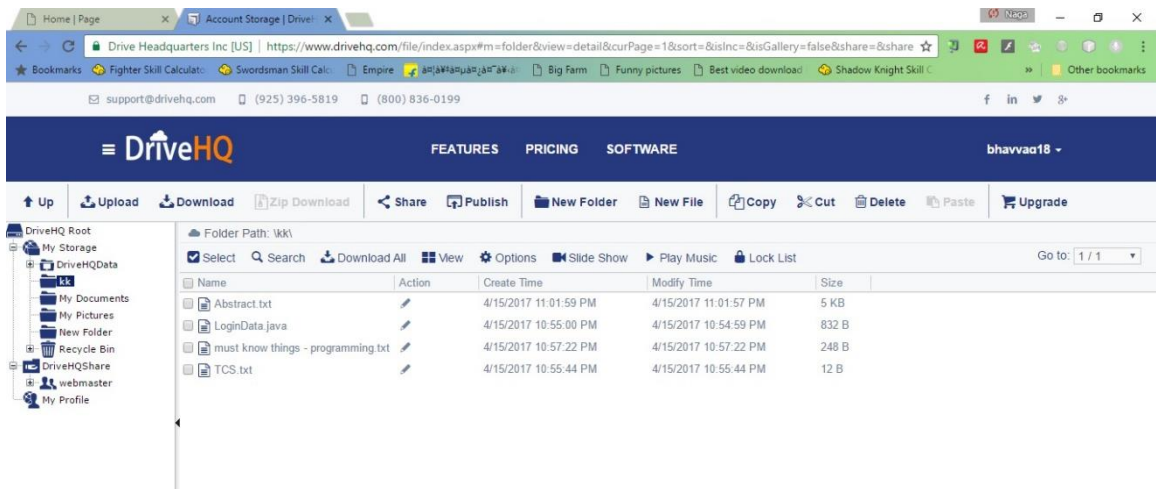 Home | Page
Account Storage | DriveH
Naga
Drive Headquarters Inc [US] | https://www.drivehq.com/file/index.aspx#m=folder&view=detail&curPage=1&sort=&isInc=&isGallery=false&share=&share
Bookmarks Fighter Skill Calculato Swordsman Skill Calc Empire Big Farm Funny pictures Best video download Shadow Knight Skill C » Other bookmarks
support@drivehq.com (925) 396-5819 (800) 836-0199 f in 8+
DriveHQ FEATURES PRICING SOFTWARE
Up Upload Download Zip Download Share Publish New Folder New File Copy Cut Delete Paste Upgrade
DriveHQ Root
My Storage
DriveHQData
kk
My Documents
My Pictures
New Folder
Recycle Bin
DriveHQShare
webmaster
My Profile
Folder Path: \kk\
Select Search Download All View Options Slide Show Play Music Lock List Go to: 1 / 1
Name Action Create Time Modify Time Size
Abstract.txt 4/15/2017 11:01:59 PM 4/15/2017 11:01:57 PM 5 KB
LoginData.java 4/15/2017 10:55:00 PM 4/15/2017 10:54:59 PM 832 B
must know things - programming.txt 4/15/2017 10:57:22 PM 4/15/2017 10:57:22 PM 248 B
TCS.txt 4/15/2017 10:55:44 PM 4/15/2017 10:55:44 PM 12 B